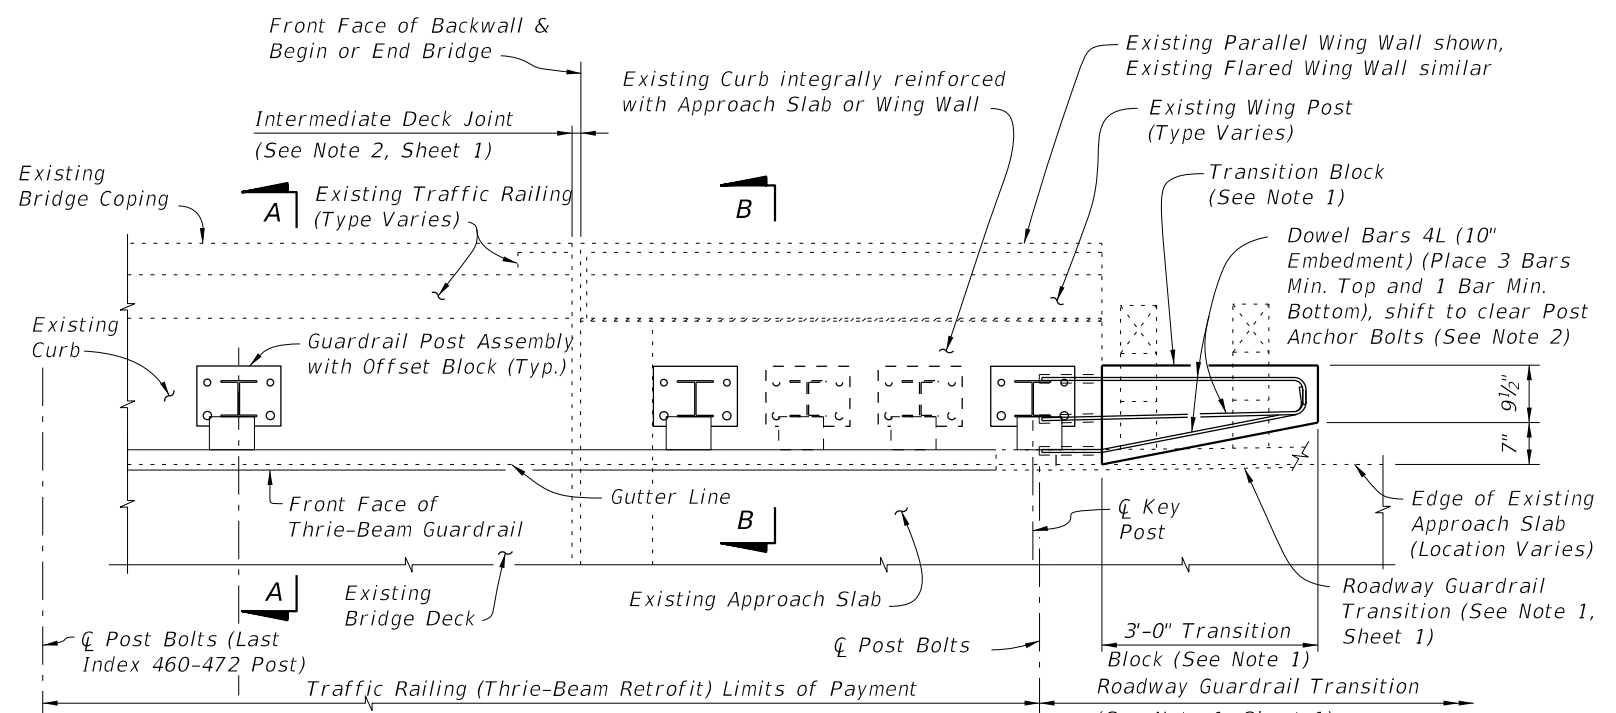 Front Face of Backwall &
Begin or End Bridge
Existing Parallel Wing Wall shown,
Existing Flared Wing Wall similar
Existing Curb integrally reinforced
with Approach Slab or Wing Wall
Existing Wing Post
(Type Varies)
Intermediate Deck Joint
(See Note 2, Sheet 1)
Existing
Bridge Coping
A
Existing Traffic Railing
(Type Varies)
B
Transition Block
(See Note 1)
Dowel Bars 4L (10"
Embedment) (Place 3 Bars
Min. Top and 1 Bar Min.
Bottom), shift to clear Post
Anchor Bolts (See Note 2)
Existing
Curb
Guardrail Post Assembly
with Offset Block (Typ.)
9½"
7"
Front Face of
Thrie-Beam Guardrail
Gutter Line
B
℄ Key
Post
Edge of Existing
Approach Slab
(Location Varies)
A
Existing
Bridge Deck
Existing Approach Slab
Roadway Guardrail
Transition (See Note 1,
Sheet 1)
℄ Post Bolts (Last
Index 460-472 Post)
℄ Post Bolts
3'-0" Transition
Block (See Note 1)
Traffic Railing (Thrie-Beam Retrofit) Limits of Payment
Roadway Guardrail Transition
(See Note 1, Sheet 1)